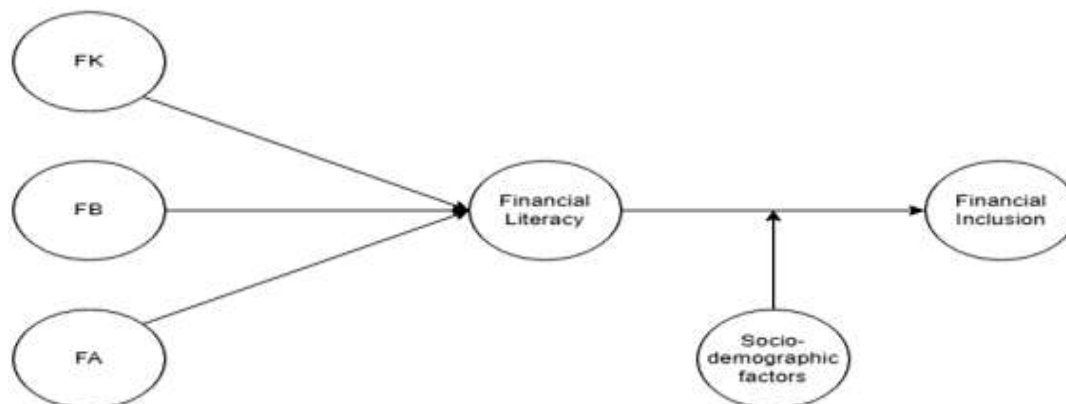 FK
FB
FA
Financial
Literacy
Socio-
demographic
factors
Financial
Inclusion